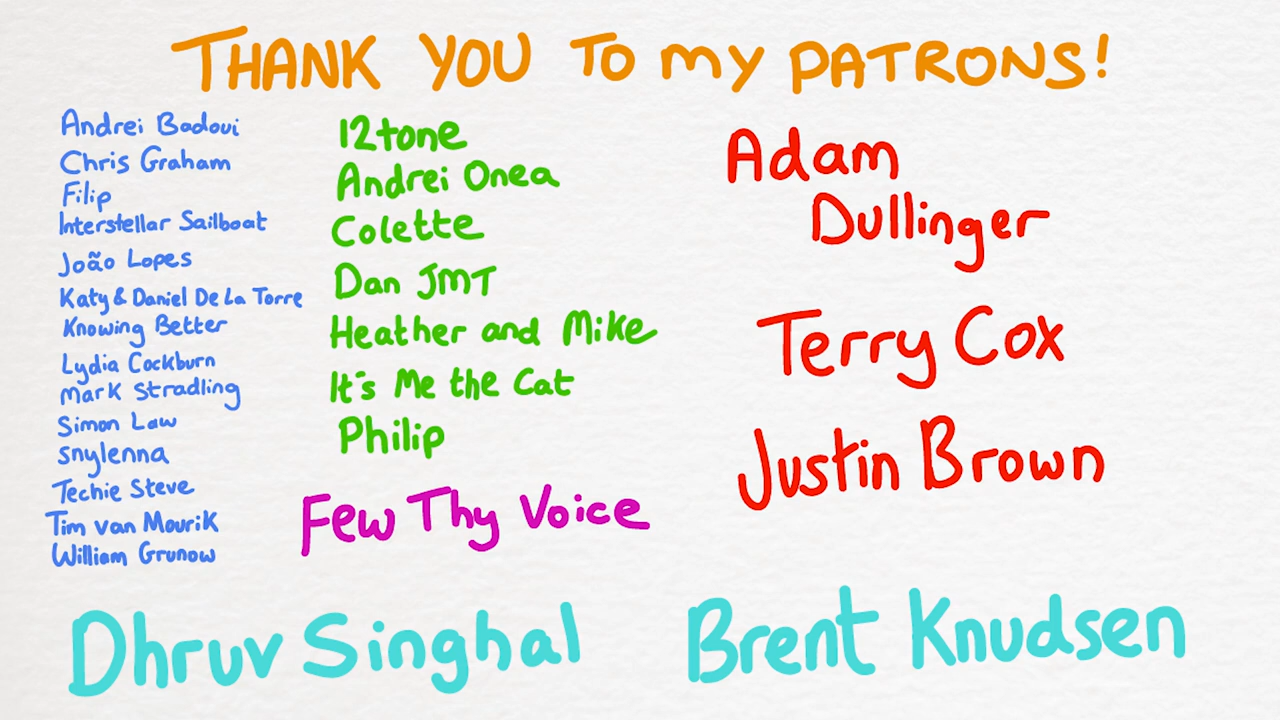 THANK YOU TO MY PATRONS!
Andrei Badoui
Chris Graham
Filip
Interstellar Sailboat
João Lopes
Katy & Daniel De La Torre
Knowing Better
Lydia Cockburn
Mark Stradling
Simon Law
snylenna
Techie Steve
Tim van Mourik
William Grunow
12tone
Andrei Onea
Colette
Dan JMT
Heather and Mike
It's Me the Cat
Philip
Few Thy Voice
Adam
Dullinger
Terry Cox
Justin Brown
Dhruv Singhal
Brent Knudsen